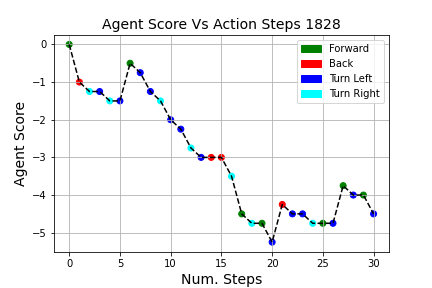 Agent Score Vs Action Steps 1828
Forward
Back
Turn Left
Turn Right
0
−1
−2
−3
−4
−5
Agent Score
0 5 10 15 20 25 30
Num. Steps